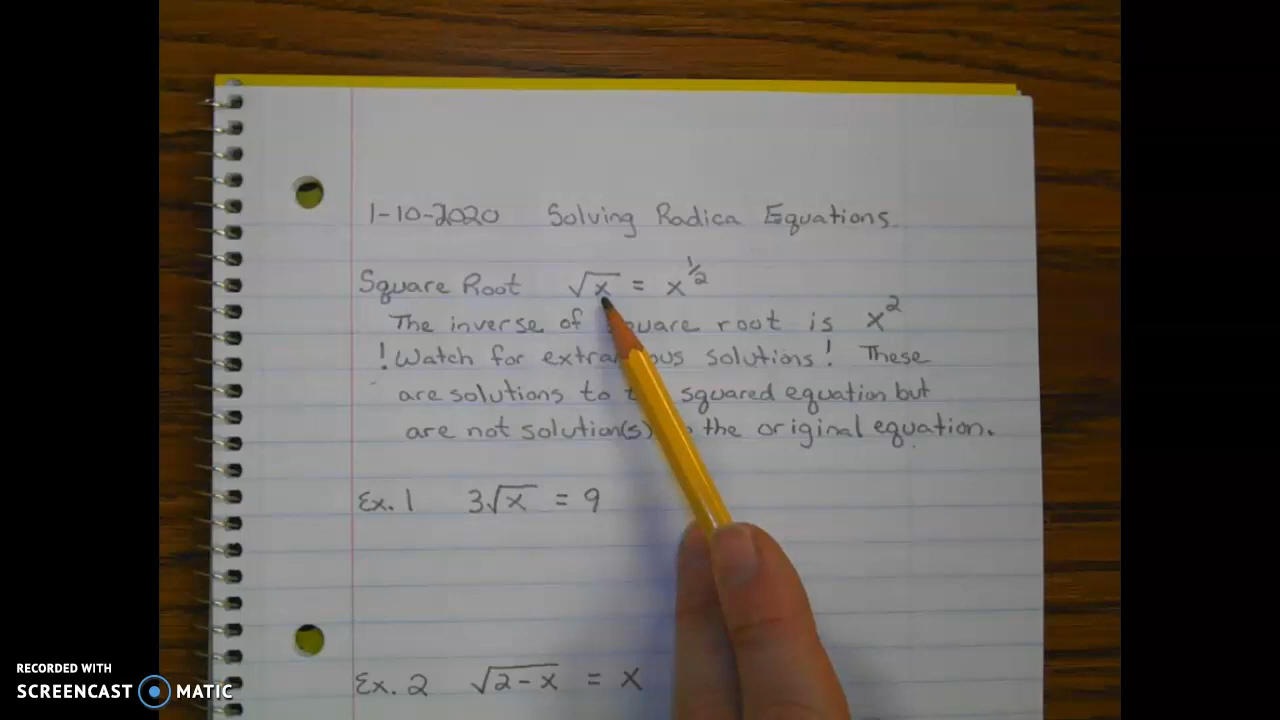 1-10-2020 Solving Radica Equations
Square Root √x = x^1/2
The inverse of square root is x^2
! Watch for extraneous solutions! These
are solutions to the squared equation but
are not solution(s) to the original equation.
Ex. 1 3√x = 9
Ex. 2 √2-x = x
RECORDED WITH
SCREENCAST MATIC